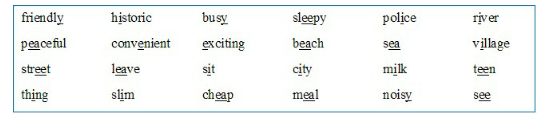 friendly historic busy sleepy police river
peaceful convenient exciting beach sea village
street leave sit city milk teen
thing slim cheap meal noisy see